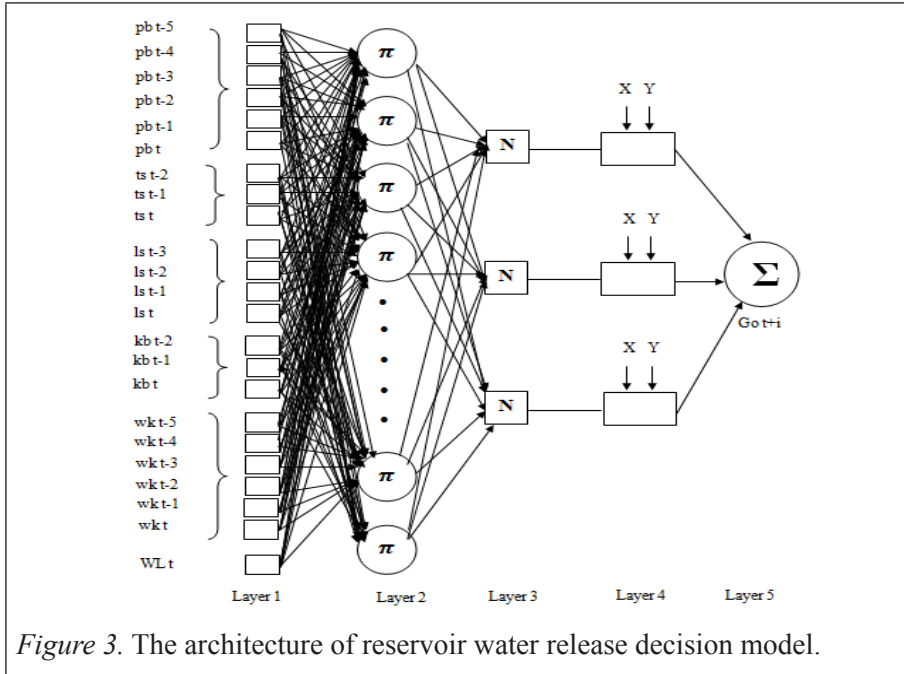 pb t-5
pb t-4
pb t-3
pb t-2
pb t-1
pb t
ts t-2
ts t-1
ts t
ls t-3
ls t-2
ls t-1
ls t
kb t-2
kb t-1
kb t
wk t-5
wk t-4
wk t-3
wk t-2
wk t-1
wk t
WL t
π
π
π
π
π
π
N
N
N
X Y
X Y
X Y
Σ
Go t+i
Layer 1 Layer 2 Layer 3 Layer 4 Layer 5
Figure 3. The architecture of reservoir water release decision model.